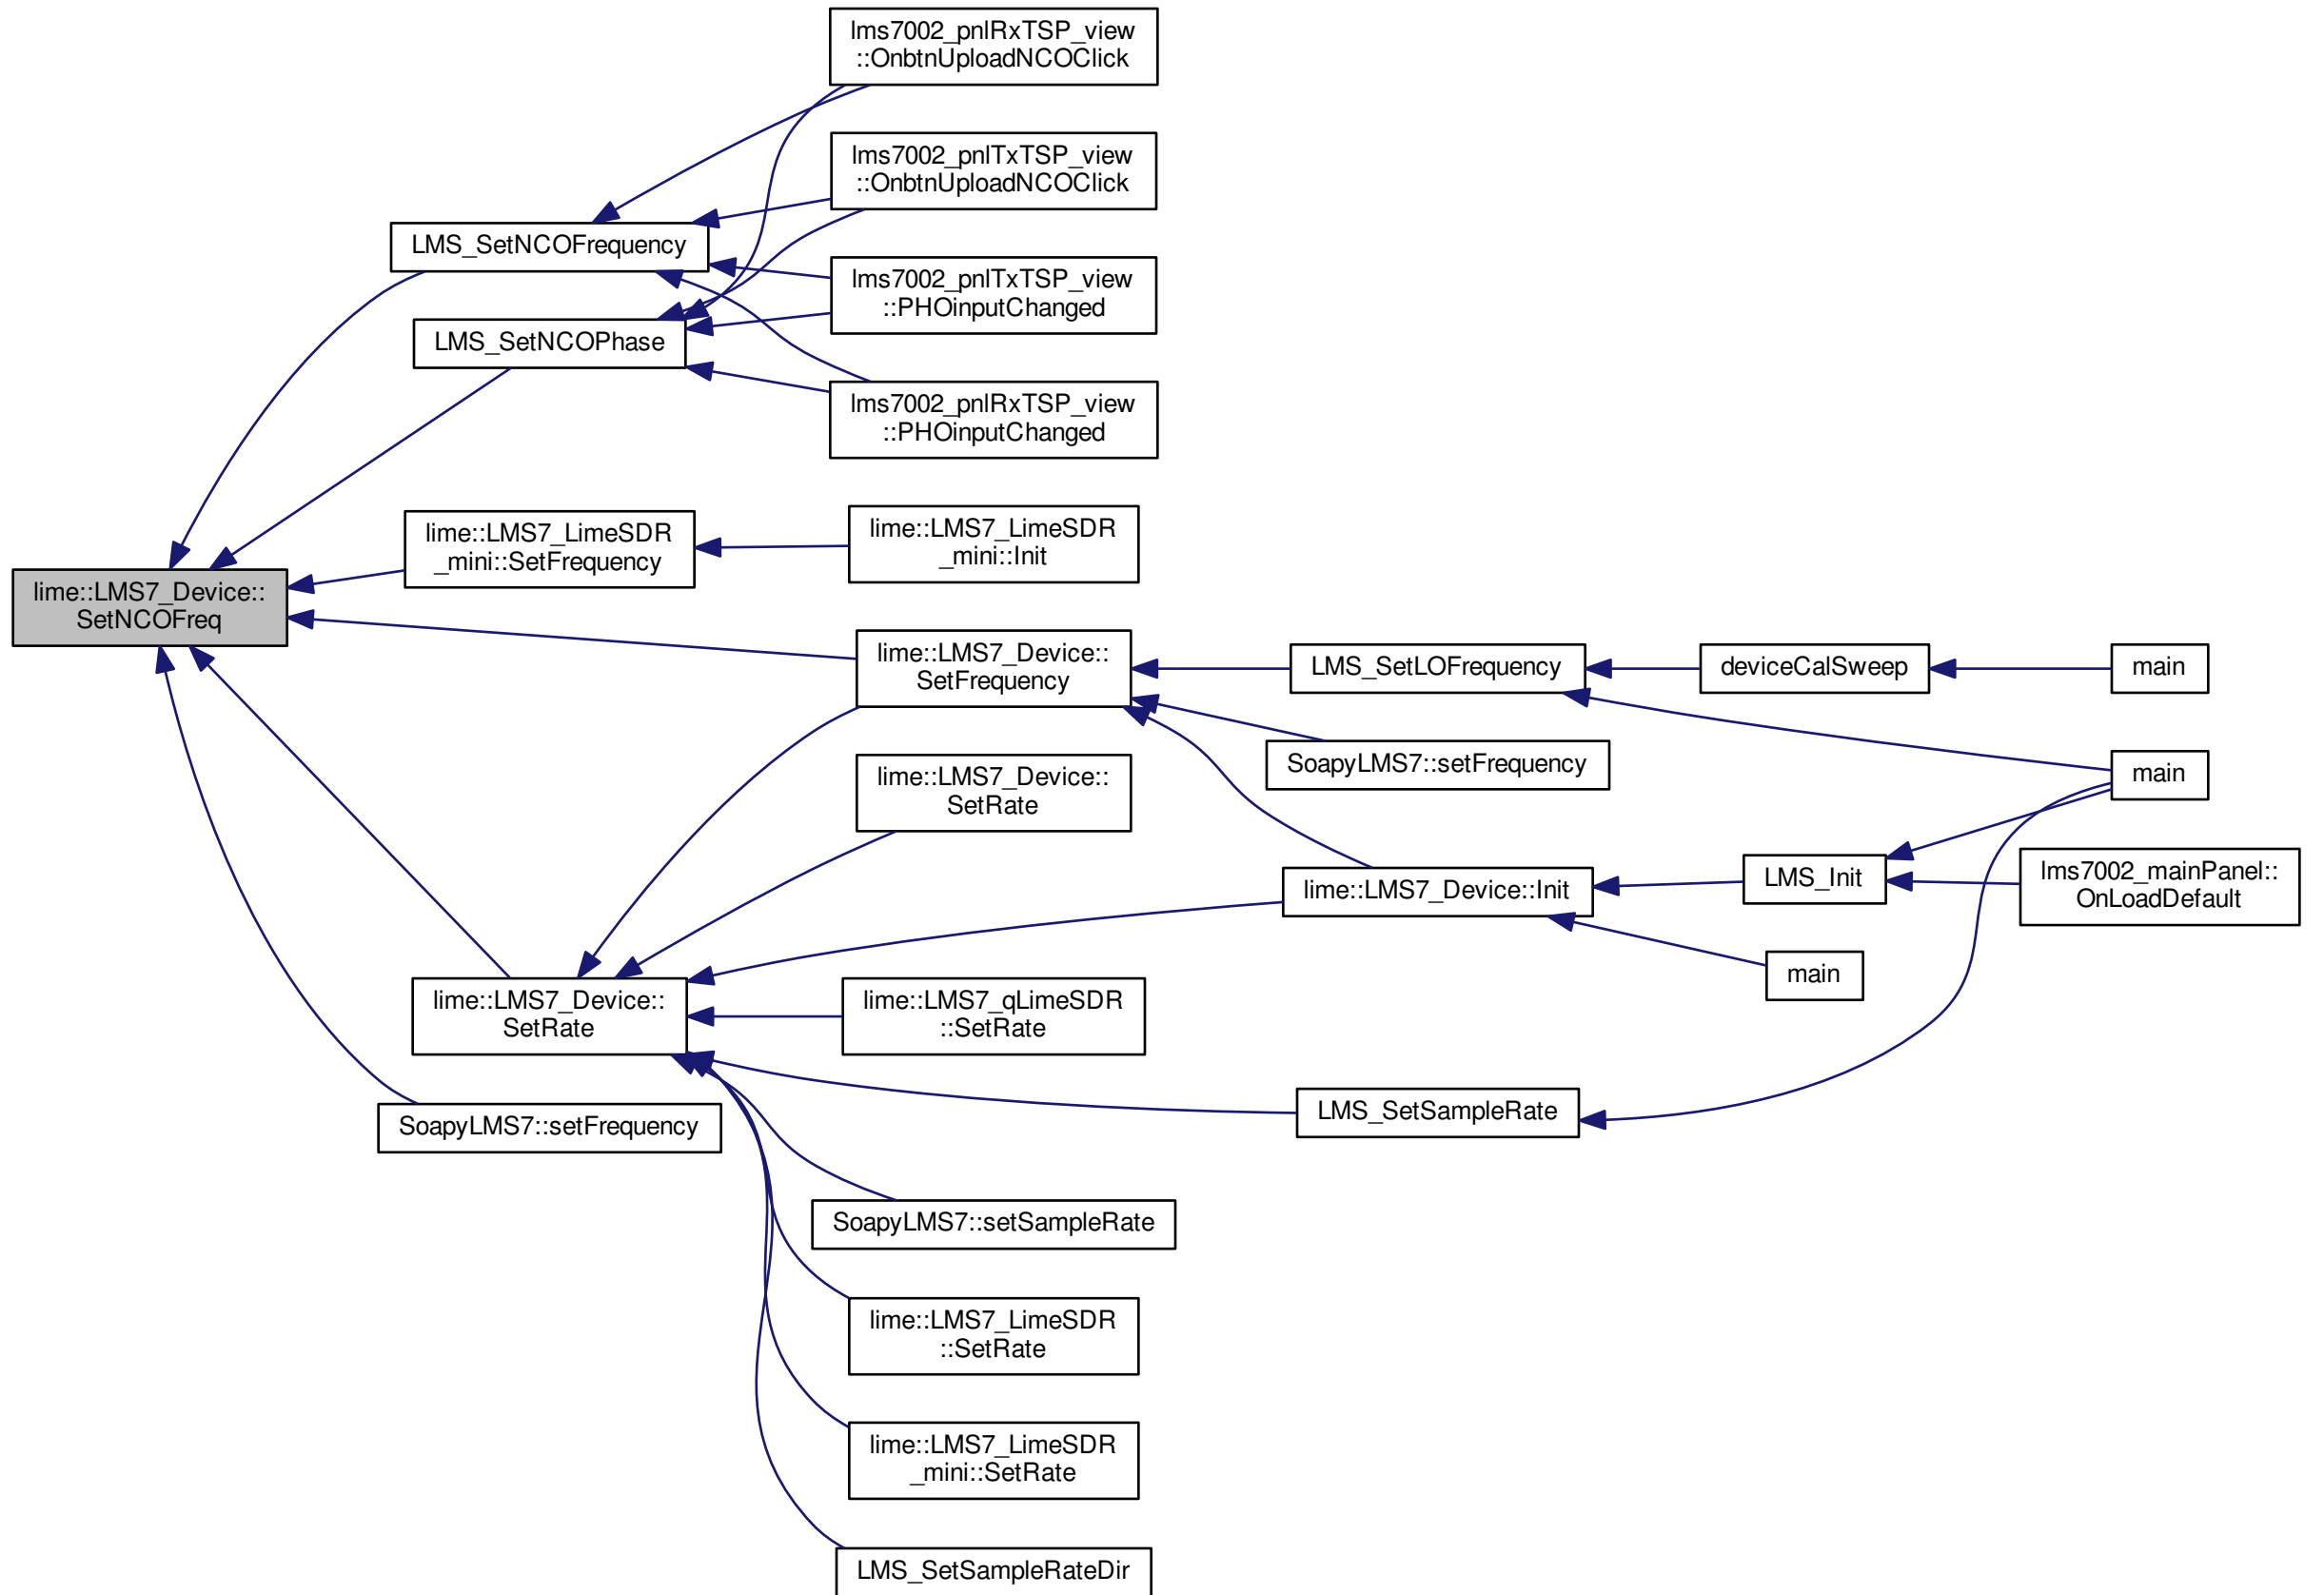 lms7002_pnlRxTSP_view
::OnbtnUploadNCOClick
lms7002_pnlTxTSP_view
::OnbtnUploadNCOClick
LMS_SetNCOFrequency
lms7002_pnlTxTSP_view
::PHOinputChanged
LMS_SetNCOPhase
lms7002_pnlRxTSP_view
::PHOinputChanged
lime::LMS7_LimeSDR
_mini::SetFrequency
lime::LMS7_LimeSDR
_mini::Init
lime::LMS7_Device::
SetNCOFreq
lime::LMS7_Device::
SetFrequency
LMS_SetLOFrequency
deviceCalSweep
main
SoapyLMS7::setFrequency
main
lime::LMS7_Device::
SetRate
lime::LMS7_Device::Init
LMS_Init
lms7002_mainPanel::
OnLoadDefault
main
lime::LMS7_Device::
SetRate
lime::LMS7_qLimeSDR
::SetRate
LMS_SetSampleRate
SoapyLMS7::setFrequency
SoapyLMS7::setSampleRate
lime::LMS7_LimeSDR
::SetRate
lime::LMS7_LimeSDR
_mini::SetRate
LMS_SetSampleRateDir